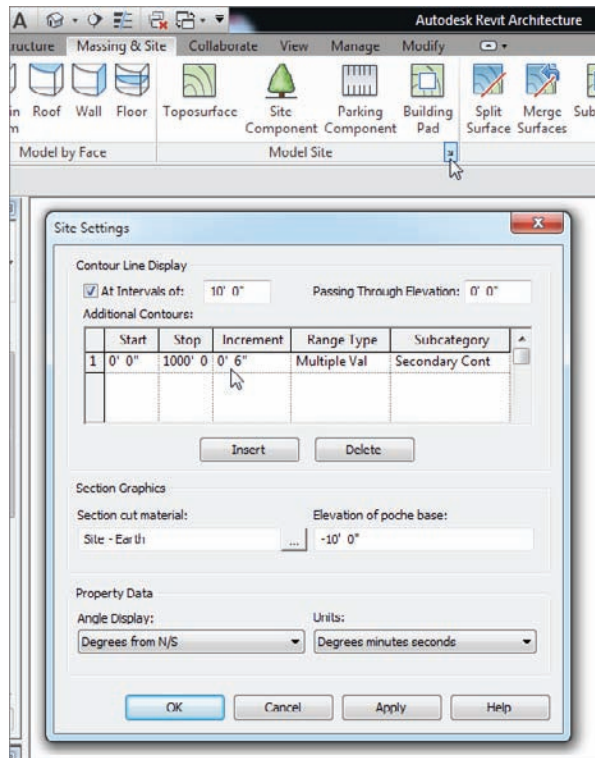 Autodesk Revit Architecture
ructure Massing & Site Collaborate View Manage Modify
in Roof Wall Floor Toposurface Site Component Parking Component Building Pad Split Surface Merge Surfaces Sub
m
Model by Face Model Site
Site Settings
Contour Line Display
At Intervals of: 10' 0" Passing Through Elevation: 0' 0"
Additional Contours:
Start Stop Increment Range Type Subcategory
1 0' 0" 1000' 0 0' 6" Multiple Val Secondary Cont
Insert Delete
Section Graphics
Section cut material: Elevation of poche base:
Site - Earth ... -10' 0"
Property Data
Angle Display: Units:
Degrees from N/S Degrees minutes seconds
OK Cancel Apply Help